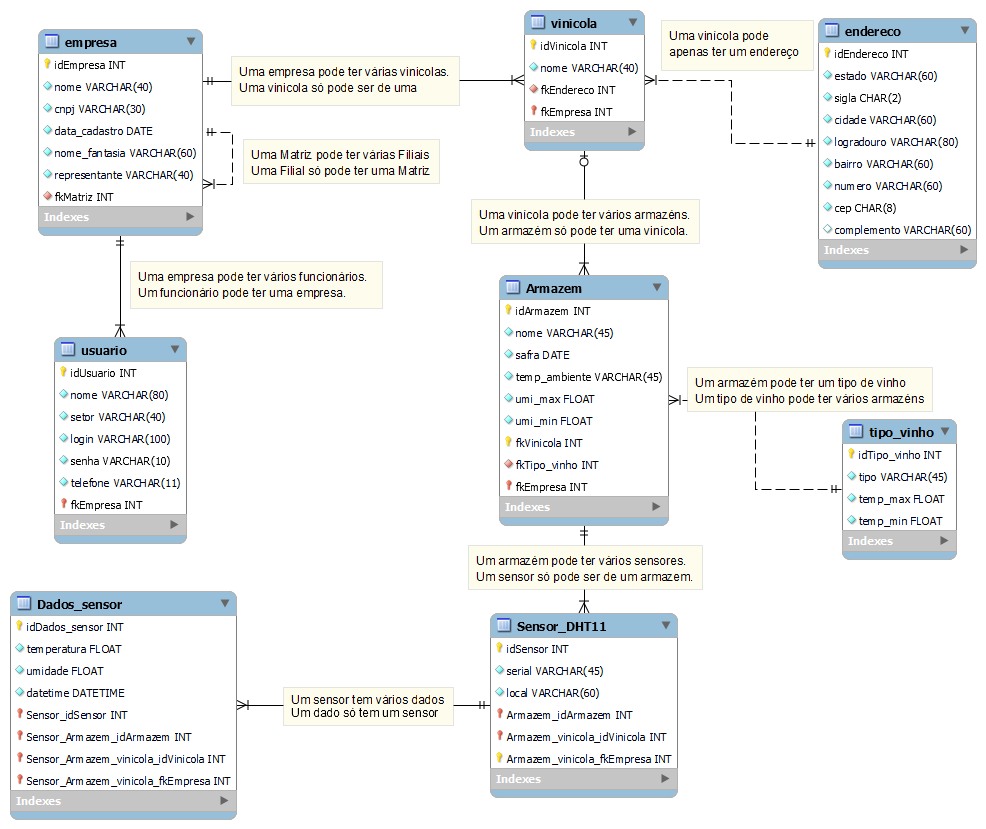 empresa
idEmpresa INT
nome VARCHAR(40)
cnpj VARCHAR(30)
data_cadastro DATE
nome_fantasia VARCHAR(60)
representante VARCHAR(40)
fkMatriz INT
Indexes
Uma empresa pode ter várias vinicolas.
Uma vinícola só pode ser de uma
Uma Matriz pode ter várias Filiais
Uma Filial só pode ter uma Matriz
vinicola
idVinicola INT
nome VARCHAR(40)
fkEndereco INT
fkEmpresa INT
Indexes
Uma vinícola pode
apenas ter um endereço
endereco
idEndereco INT
estado VARCHAR(60)
sigla CHAR(2)
cidade VARCHAR(60)
logradouro VARCHAR(80)
bairro VARCHAR(60)
numero VARCHAR(60)
cep CHAR(8)
complemento VARCHAR(60)
Indexes
Uma vinícola pode ter vários armazéns.
Um armazém só pode ter uma vinícola.
Uma empresa pode ter vários funcionários.
Um funcionário pode ter uma empresa.
usuario
idUsuario INT
nome VARCHAR(80)
setor VARCHAR(40)
login VARCHAR(100)
senha VARCHAR(10)
telefone VARCHAR(11)
fkEmpresa INT
Indexes
Armazem
idArmazem INT
nome VARCHAR(45)
safra DATE
temp_ambiente VARCHAR(45)
umi_max FLOAT
umi_min FLOAT
fkVinicola INT
fkTipo_vinho INT
fkEmpresa INT
Indexes
Um armazém pode ter um tipo de vinho
Um tipo de vinho pode ter vários armazéns
tipo_vinho
idTipo_vinho INT
tipo VARCHAR(45)
temp_max FLOAT
temp_min FLOAT
Indexes
Um armazém pode ter vários sensores.
Um sensor só pode ser de um armazem.
Dados_sensor
idDados_sensor INT
temperatura FLOAT
umidade FLOAT
datetime DATETIME
Sensor_idSensor INT
Sensor_Armazem_idArmazem INT
Sensor_Armazem_vinicola_idVinicola INT
Sensor_Armazem_vinicola_fkEmpresa INT
Indexes
Um sensor tem vários dados
Um dado só tem um sensor
Sensor_DHT11
idSensor INT
serial VARCHAR(45)
local VARCHAR(60)
Armazem_idArmazem INT
Armazem_vinicola_idVinicola INT
Armazem_vinicola_fkEmpresa INT
Indexes